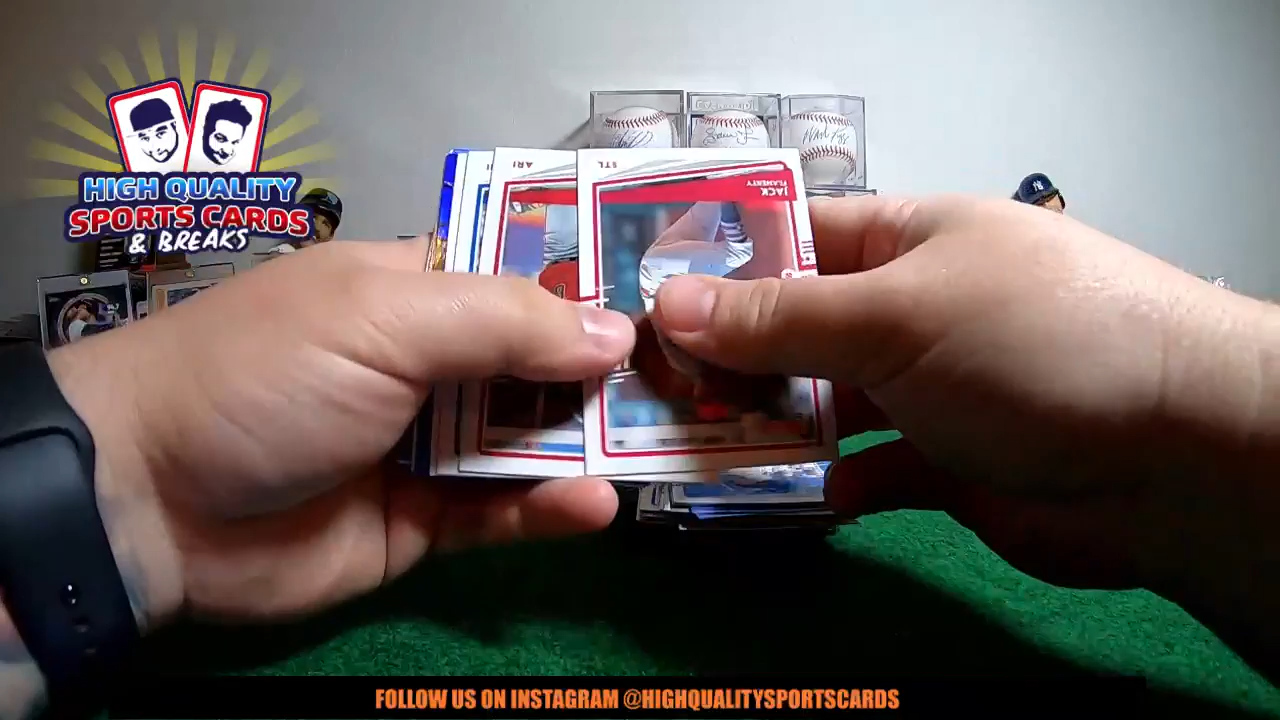 HIGH QUALITY
SPORTS CARDS
& BREAKS
ARI
STL
JACK
FLAHERTY
FOLLOW US ON INSTAGRAM @HIGHQUALITYSPORTSCARDS